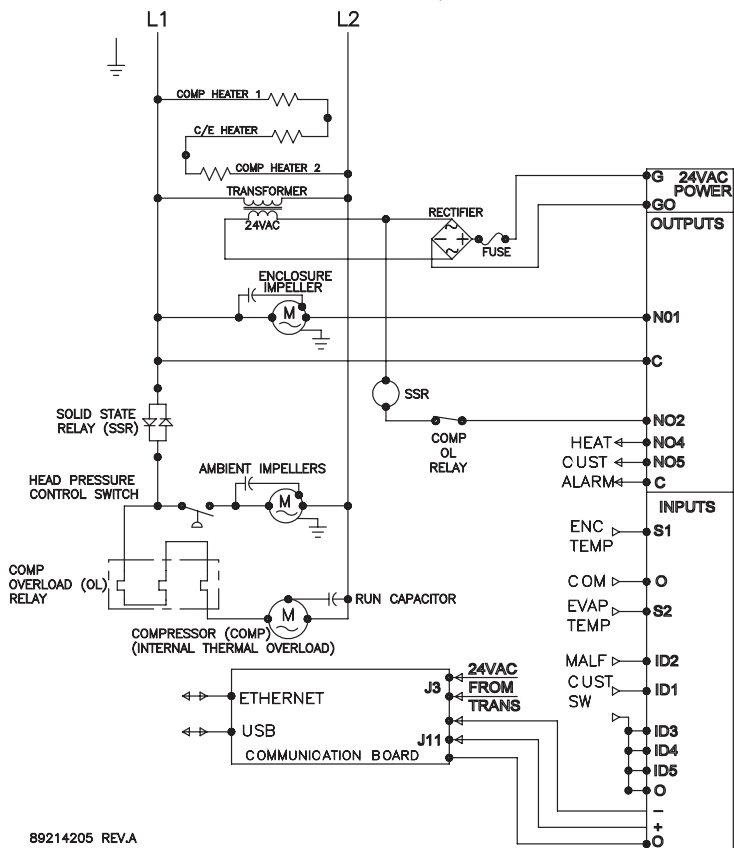 L1
L2
COMP HEATER 1
C/E HEATER
COMP HEATER 2
TRANSFORMER
24VAC
RECTIFIER
~
- +
~
FUSE
G 24VAC
POWER
GO
OUTPUTS
ENCLOSURE
IMPELLER
M
~
NO1
C
SSR
SOLID STATE
RELAY (SSR)
COMP
OL
RELAY
NO2
HEAT NO4
CUST NO5
ALARM C
HEAD PRESSURE
CONTROL SWITCH
AMBIENT IMPELLERS
M
~
INPUTS
ENC
TEMP
S1
COMP
OVERLOAD (OL)
RELAY
COM O
EVAP
TEMP
S2
RUN CAPACITOR
M
~
COMPRESSOR (COMP)
(INTERNAL THERMAL OVERLOAD)
MALF ID2
CUST
SW
ID1
ID3
ID4
ID5
O
-
+
O
ETHERNET
USB
COMMUNICATION BOARD
J3
J11
24VAC
FROM
TRANS
89214205 REV.A